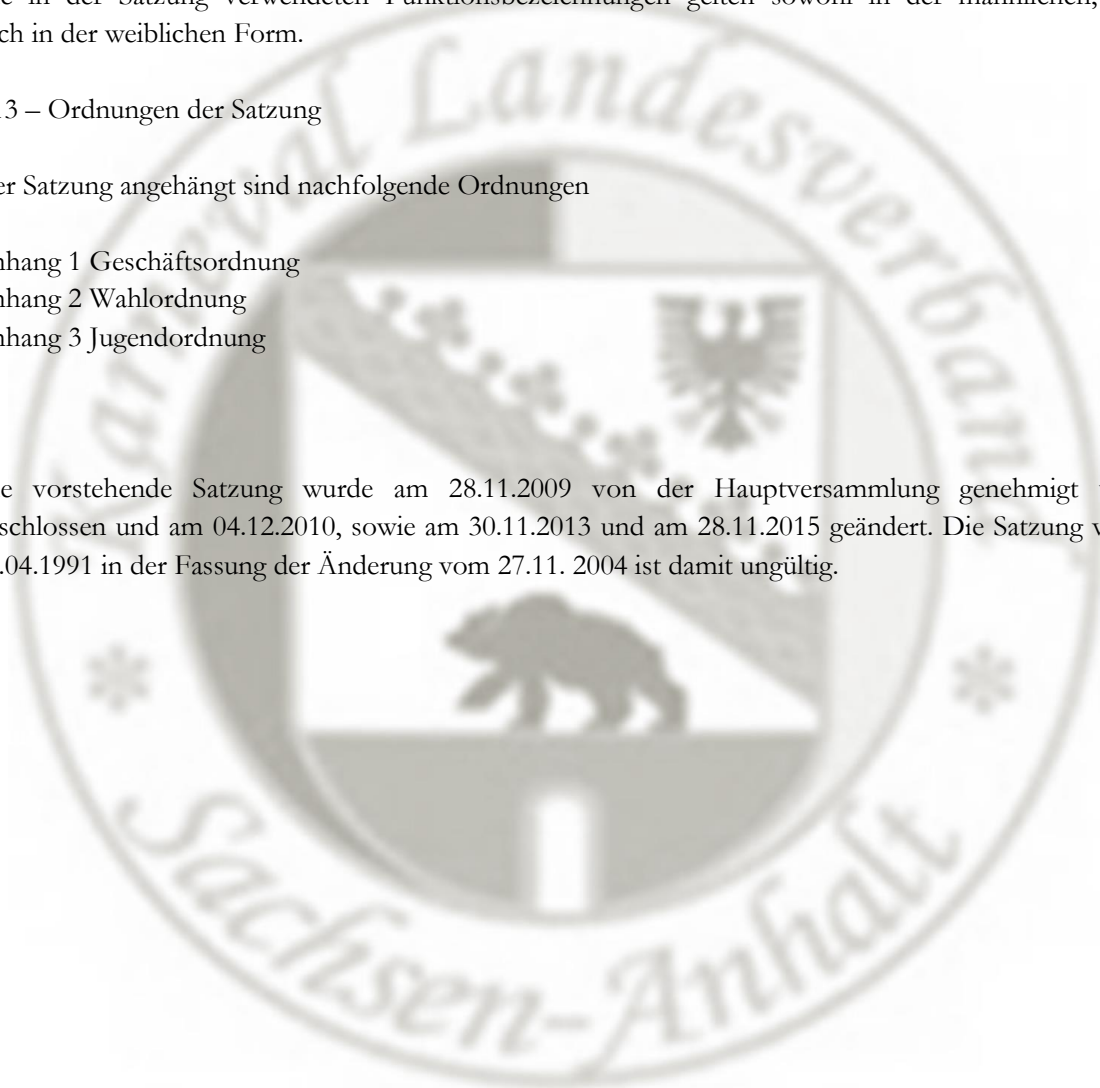 e in der Satzung verwendeten Funktionsbezeichnungen gelten sowohl in der männlichen,
ch in der weiblichen Form.
13 – Ordnungen der Satzung
er Satzung angehängt sind nachfolgende Ordnungen
nhang 1 Geschäftsordnung
nhang 2 Wahlordnung
nhang 3 Jugendordnung
e vorstehende Satzung wurde am 28.11.2009 von der Hauptversammlung genehmigt
schlossen und am 04.12.2010, sowie am 30.11.2013 und am 28.11.2015 geändert. Die Satzung v
.04.1991 in der Fassung der Änderung vom 27.11. 2004 ist damit ungültig.
Karneval Landesverband
Sachsen-Anhalt